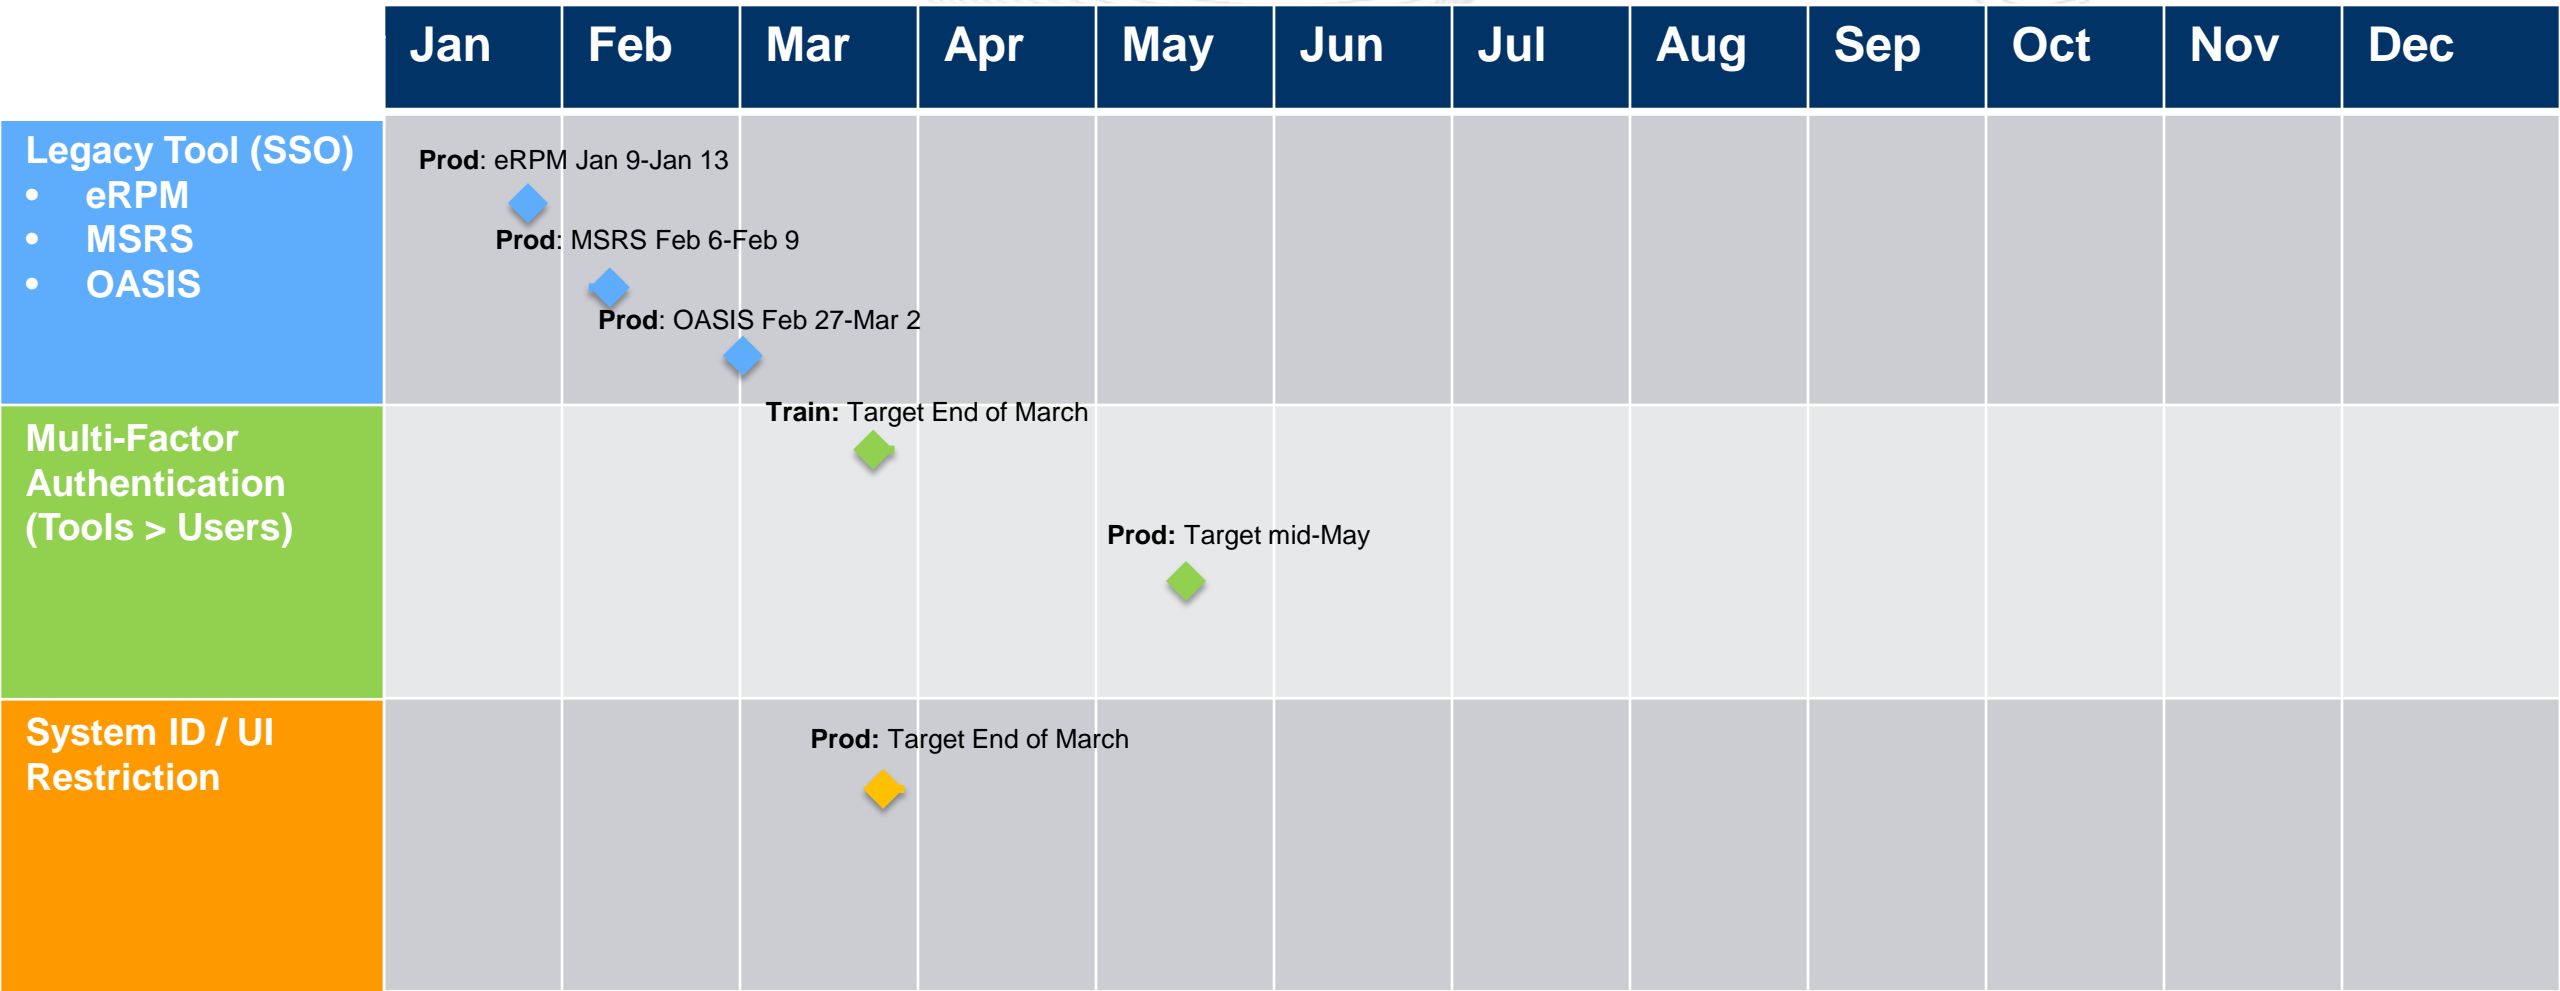 Jan Feb Mar Apr May Jun Jul Aug Sep Oct Nov Dec
Legacy Tool (SSO)
• eRPM
• MSRS
• OASIS
Prod: eRPM Jan 9-Jan 13
Prod: MSRS Feb 6-Feb 9
Prod: OASIS Feb 27-Mar 2
Multi-Factor
Authentication
(Tools > Users)
Train: Target End of March
Prod: Target mid-May
System ID / UI
Restriction
Prod: Target End of March